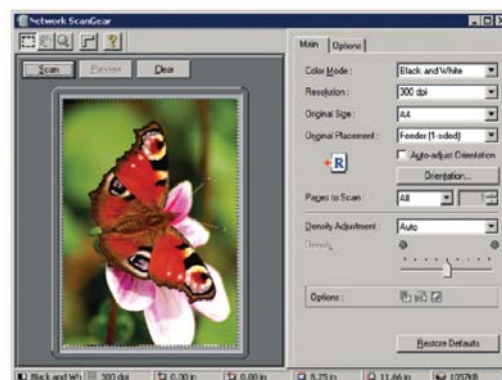 Network ScanGear
Scan Preview Clear
Main Options
Color Mode : Black and White
Resolution : 300 dpi
Original Size : A4
Original Placement : Feeder (1-sided)
Auto-adjust Orientation
R
Orientation...
Pages to Scan : All 1
Density Adjustment : Auto
Density
Options :
Restore Defaults
Black and Wh 300 dpi 0.00 in 0.00 in 8.25 in 11.66 in 1057KB